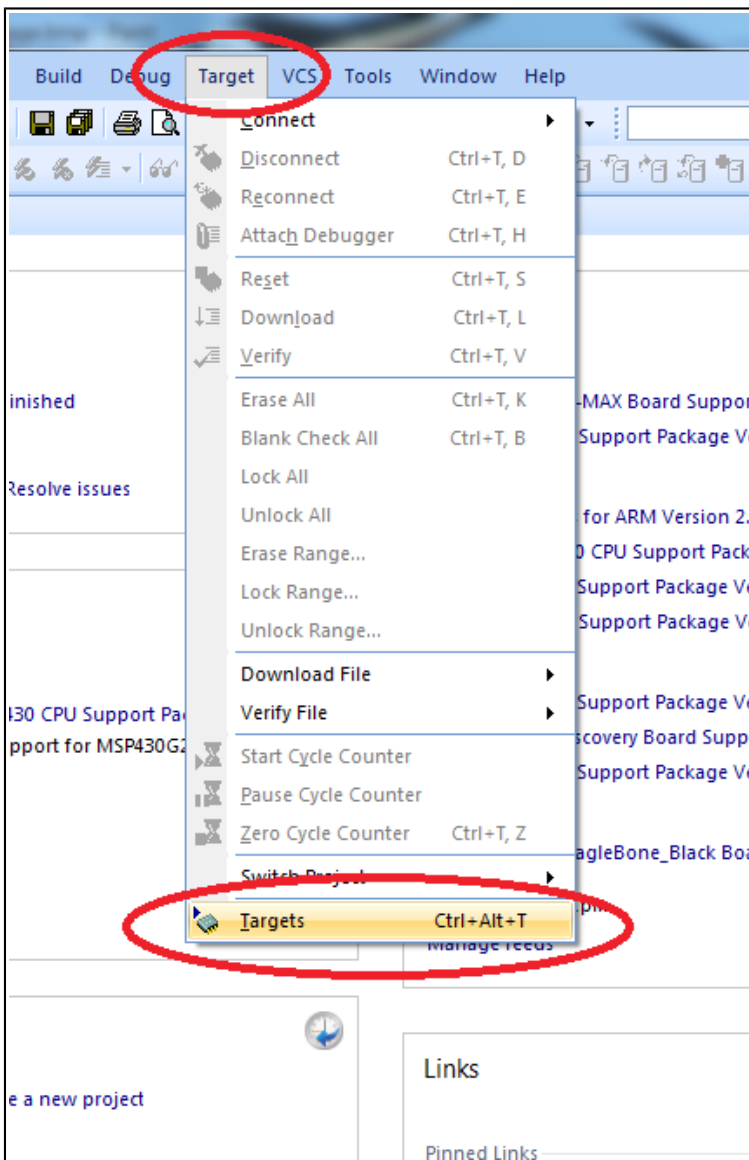 Build Debug Target VCS Tools Window Help
Connect
Disconnect Ctrl+T, D
Reconnect Ctrl+T, E
Attach Debugger Ctrl+T, H
Reset Ctrl+T, S
Download Ctrl+T, L
Verify Ctrl+T, V
Erase All Ctrl+T, K
Blank Check All Ctrl+T, B
Lock All
Unlock All
Erase Range...
Lock Range...
Unlock Range...
Download File
Verify File
Start Cycle Counter
Pause Cycle Counter
Zero Cycle Counter Ctrl+T, Z
Switch Project
Targets Ctrl+Alt+T
inished
Resolve issues
430 CPU Support Pa
pport for MSP430G2
e a new project
-MAX Board Suppor
Support Package Ve
for ARM Version 2.
0 CPU Support Pack
Support Package Ve
Support Package Ve
Support Package Ve
scovery Board Supp
Support Package Ve
agleBone_Black Boa
Manage feeds
Links
Pinned Links